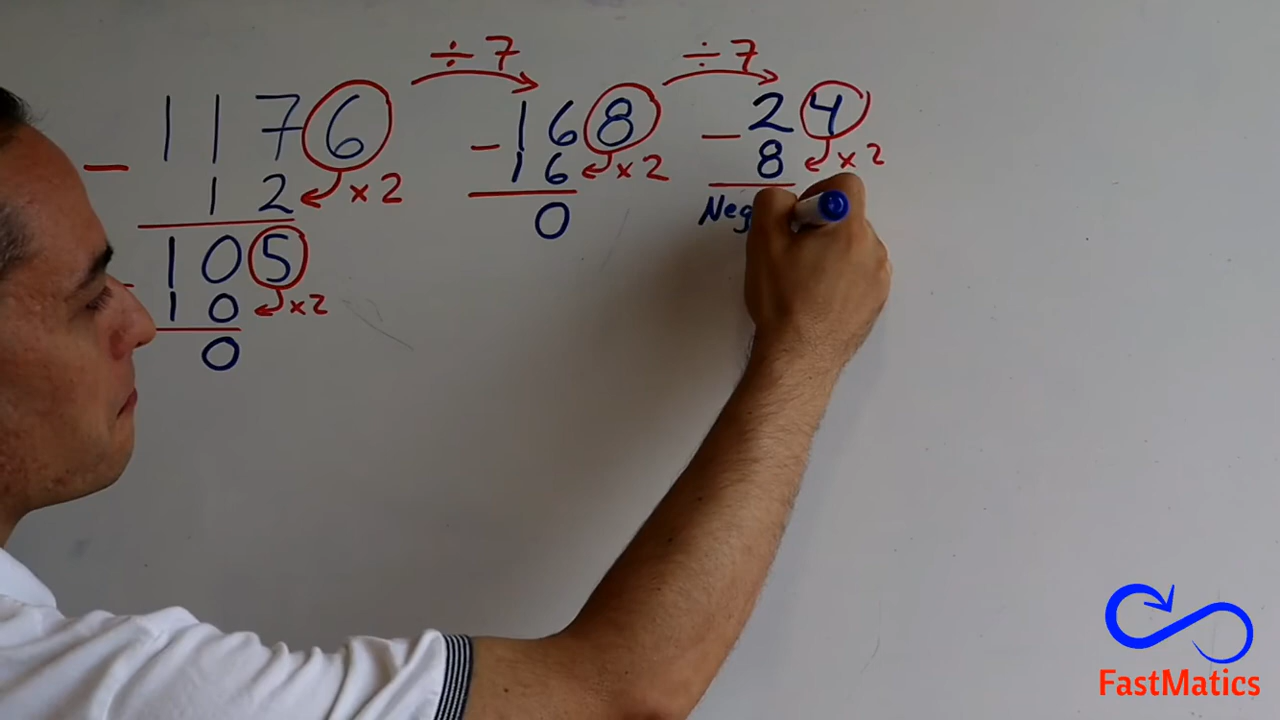 ÷7 ÷7
1176 - 168 - 24
- 12 ×2 16 ×2 8 ×2
105 0 Neg
10 ×2
0
FastMatics